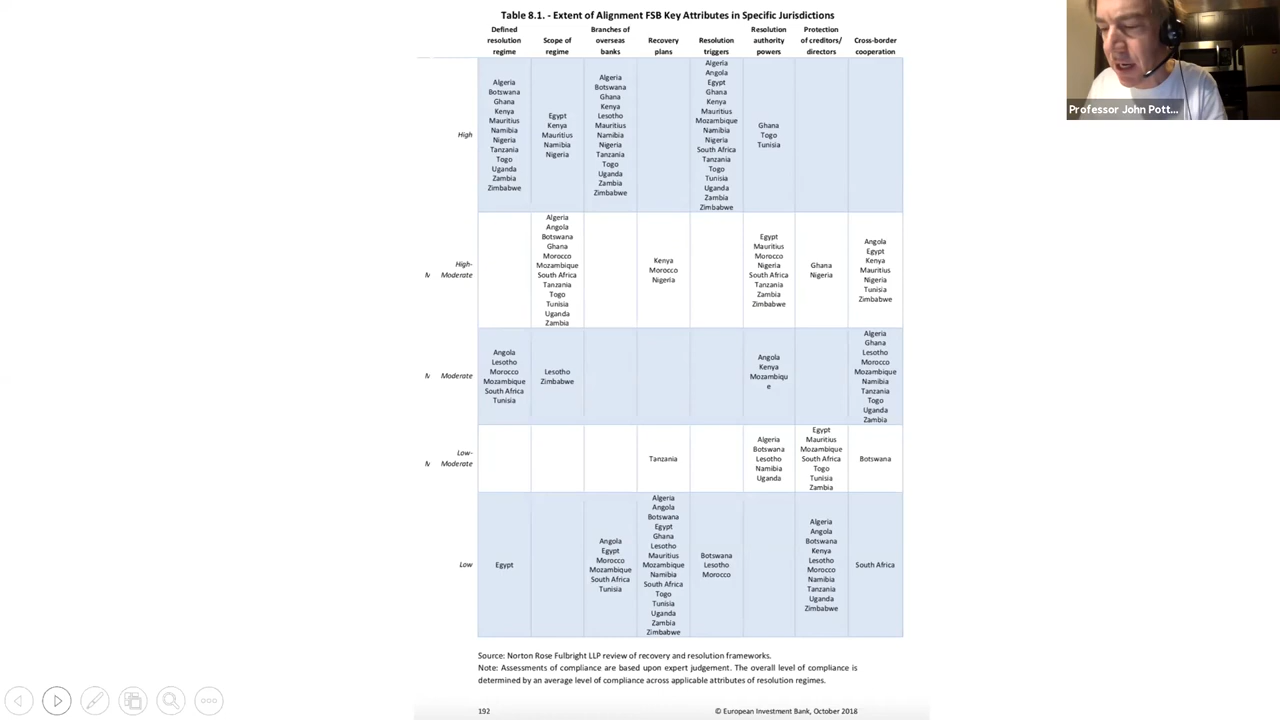 Table 8.1. - Extent of Alignment FSB Key Attributes in Specific Jurisdictions
Defined
resolution
regime
Scope of
regime
Branches of
overseas
banks
Recovery
plans
Resolution
triggers
Resolution
authority
powers
Protection
of creditors/
directors
Cross-border
cooperation
High
Algeria
Botswana
Ghana
Kenya
Mauritius
Namibia
Nigeria
Tanzania
Togo
Uganda
Zambia
Zimbabwe
Egypt
Kenya
Mauritius
Namibia
Nigeria
Algeria
Botswana
Ghana
Kenya
Lesotho
Mauritius
Namibia
Nigeria
Tanzania
Togo
Uganda
Zambia
Zimbabwe
Algeria
Angola
Egypt
Ghana
Kenya
Mauritius
Mozambique
Namibia
Nigeria
South Africa
Tanzania
Togo
Tunisia
Uganda
Zambia
Zimbabwe
Ghana
Togo
Tunisia
M
High-
Moderate
Algeria
Angola
Botswana
Ghana
Morocco
Mozambique
South Africa
Tanzania
Togo
Tunisia
Uganda
Zambia
Kenya
Morocco
Nigeria
Egypt
Mauritius
Morocco
Nigeria
South Africa
Tanzania
Zambia
Zimbabwe
Ghana
Nigeria
Angola
Egypt
Kenya
Mauritius
Nigeria
Tunisia
Zimbabwe
M
Moderate
Angola
Lesotho
Morocco
Mozambique
South Africa
Tunisia
Lesotho
Zimbabwe
Angola
Kenya
Mozambiqu
e
Algeria
Ghana
Lesotho
Morocco
Mozambique
Namibia
Tanzania
Togo
Uganda
Zambia
M
Low-
Moderate
Tanzania
Algeria
Botswana
Lesotho
Namibia
Uganda
Egypt
Mauritius
Mozambique
South Africa
Togo
Tunisia
Zambia
Botswana
Low
Egypt
Angola
Egypt
Morocco
Mozambique
South Africa
Tunisia
Algeria
Angola
Botswana
Egypt
Ghana
Lesotho
Mauritius
Mozambique
Namibia
South Africa
Togo
Tunisia
Uganda
Zambia
Zimbabwe
Botswana
Lesotho
Morocco
Algeria
Angola
Botswana
Kenya
Lesotho
Morocco
Namibia
Tanzania
Uganda
Zimbabwe
South Africa
Source: Norton Rose Fulbright LLP review of recovery and resolution frameworks.
Note: Assessments of compliance are based upon expert judgement. The overall level of compliance is
determined by an average level of compliance across applicable attributes of resolution regimes.
192
© European Investment Bank, October 2018
Professor John Pott...